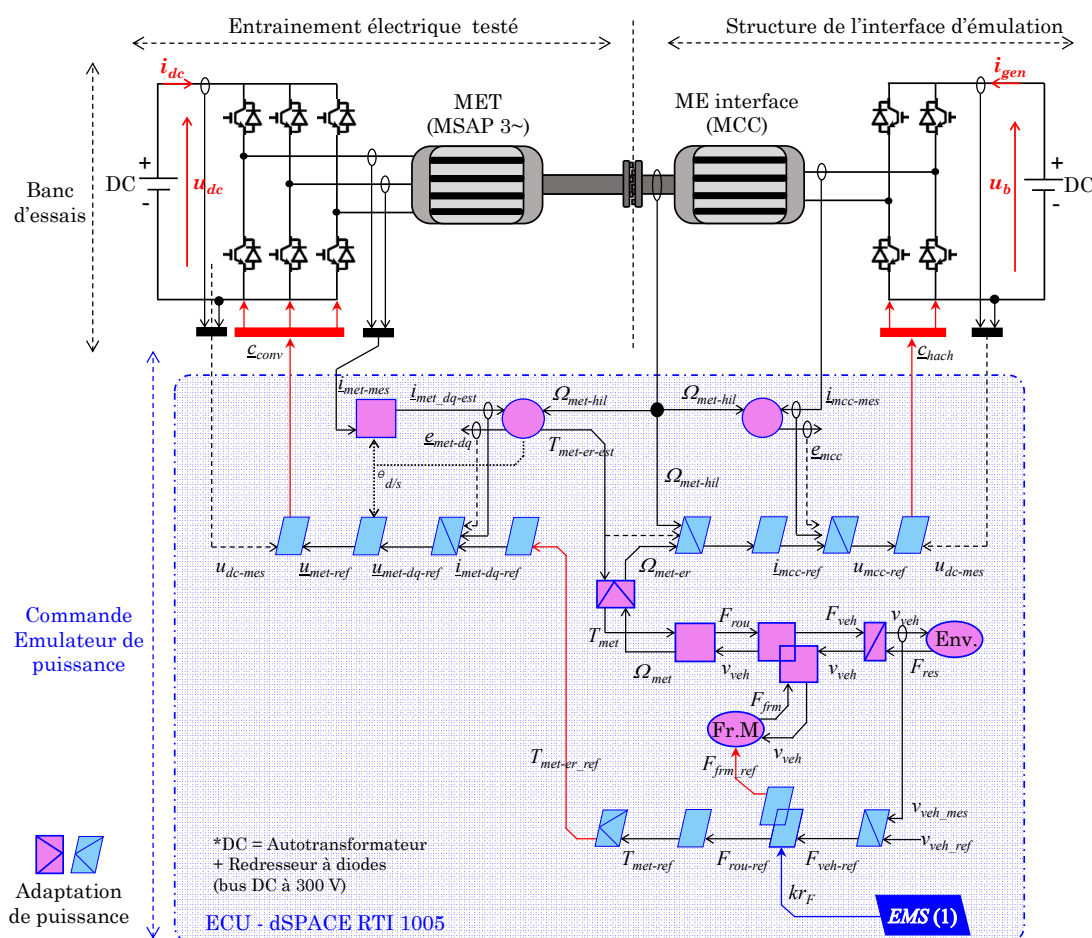 Entrainement électrique testé
Structure de l'interface d'émulation
i_dc
i_gen
MET
(MSAP 3~)
ME interface
(MCC)
+
DC
-
u_dc
u_b
+
DC
-
Banc
d'essais
c_conv
c_hach
i_met-mes
i_met_dq-est
Ω_met-hil
Ω_met-hil
i_mcc-mes
e_met-dq
T_met-er-est
e_mcc
θ_d/s
Ω_met-hil
u_dc-mes
u_met-ref
u_met-dq-ref
i_met-dq-ref
Ω_met-er
i_mcc-ref
u_mcc-ref
u_dc-mes
Commande
Emulateur de
puissance
T_met
F_rou
F_veh
v_veh
Env.
Ω_met
v_veh
v_veh
F_res
F_frm
Fr.M
v_veh
T_met-er_ref
F_frm_ref
v_veh_mes
v_veh_ref
T_met-ref
F_rou-ref
F_veh-ref
kr_F
EMS (1)
*DC = Autotransformateur
+ Redresseur à diodes
(bus DC à 300 V)
Adaptation
de puissance
ECU - dSPACE RTI 1005